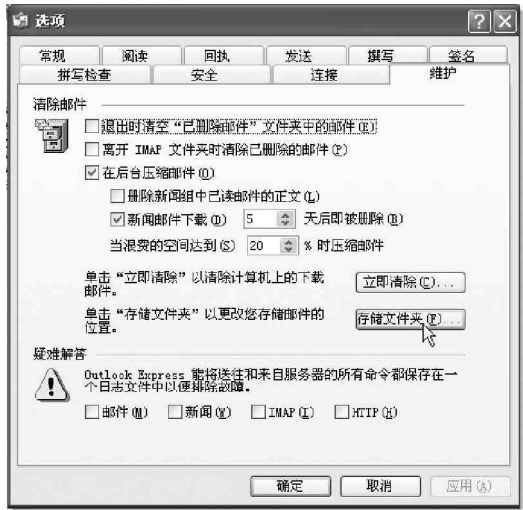 选项
常规 阅读 回执 发送 撰写 签名
拼写检查 安全 连接 维护
清除邮件
退出时清空“已删除邮件”文件夹中的邮件(E)
离开 IMAP 文件夹时清除已删除的邮件(P)
在后台压缩邮件(O)
删除新闻组中已读邮件的正文(L)
新闻邮件下载(D) 5 天后即被删除(B)
当浪费的空间达到(S) 20 % 时压缩邮件
单击“立即清除”以清除计算机上的下载
邮件。
立即清除(C)...
单击“存储文件夹”以更改您存储邮件的
位置。
存储文件夹(F)...
疑难解答
Outlook Express 能将送往和来自服务器的所有命令都保存在一
个日志文件中以便排除故障。
邮件(M) 新闻(W) IMAP(I) HTTP(H)
确定 取消 应用(A)